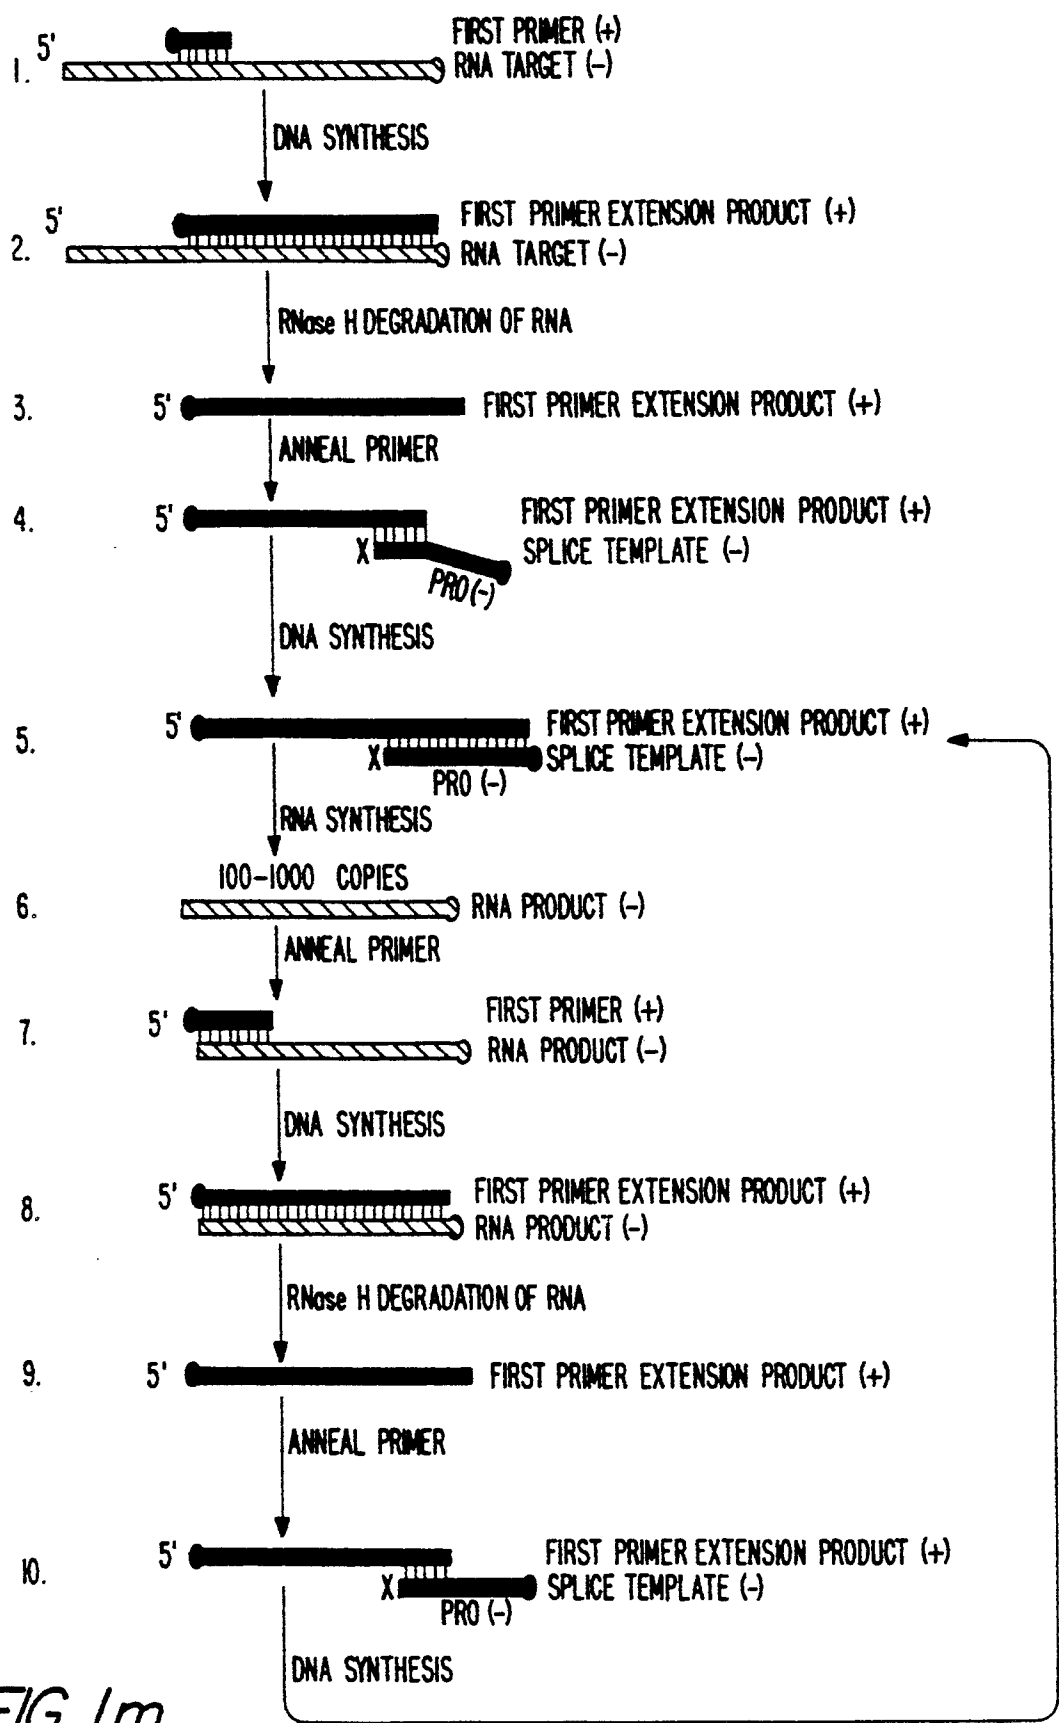 5'
FIRST PRIMER (+)
1.
RNA TARGET (-)
DNA SYNTHESIS
5'
FIRST PRIMER EXTENSION PRODUCT (+)
2.
RNA TARGET (-)
RNase H DEGRADATION OF RNA
3.
5'
FIRST PRIMER EXTENSION PRODUCT (+)
ANNEAL PRIMER
4.
5'
FIRST PRIMER EXTENSION PRODUCT (+)
X
SPLICE TEMPLATE (-)
PRO (-)
DNA SYNTHESIS
5.
5'
FIRST PRIMER EXTENSION PRODUCT (+)
X
SPLICE TEMPLATE (-)
PRO (-)
RNA SYNTHESIS
100-1000 COPIES
6.
RNA PRODUCT (-)
ANNEAL PRIMER
7.
5'
FIRST PRIMER (+)
RNA PRODUCT (-)
DNA SYNTHESIS
8.
5'
FIRST PRIMER EXTENSION PRODUCT (+)
RNA PRODUCT (-)
RNase H DEGRADATION OF RNA
9.
5'
FIRST PRIMER EXTENSION PRODUCT (+)
ANNEAL PRIMER
10.
5'
FIRST PRIMER EXTENSION PRODUCT (+)
X
SPLICE TEMPLATE (-)
PRO (-)
DNA SYNTHESIS
FIG. 1m